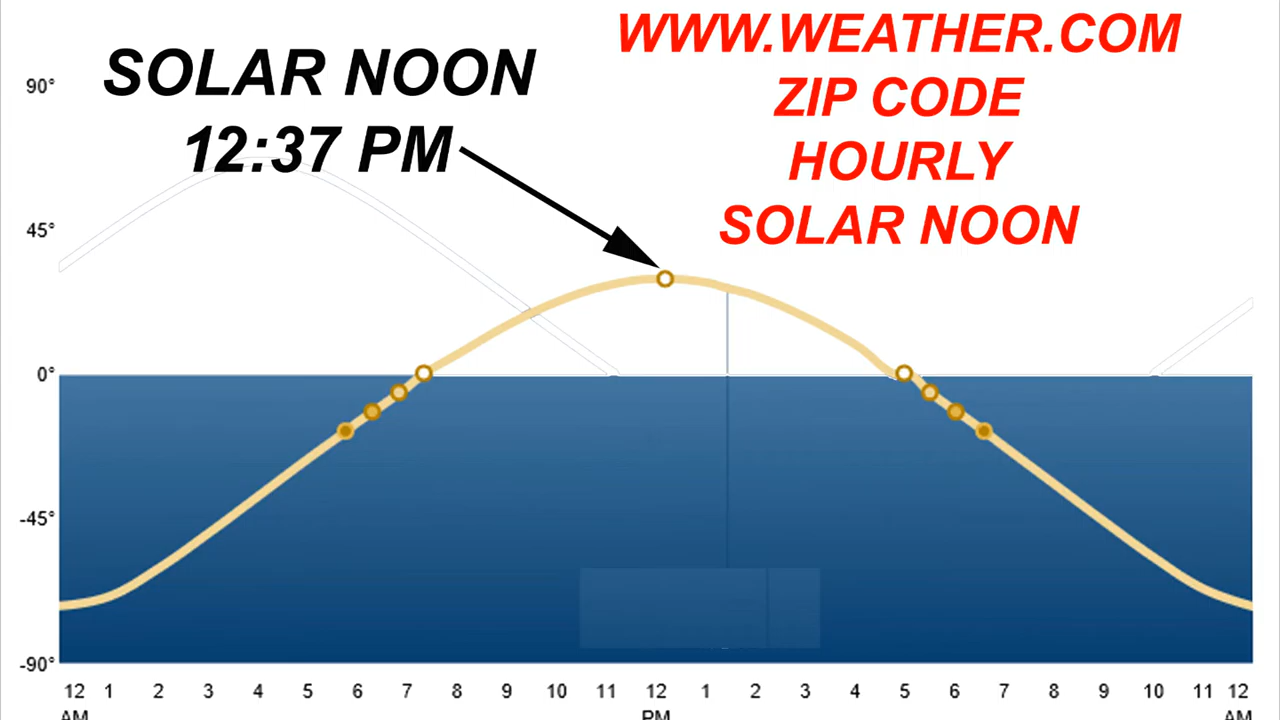 WWW.WEATHER.COM
ZIP CODE
HOURLY
SOLAR NOON
SOLAR NOON
12:37 PM
90°
45°
0°
-45°
-90°
12 1 2 3 4 5 6 7 8 9 10 11 12 1 2 3 4 5 6 7 8 9 10 11 12
AM PM AM